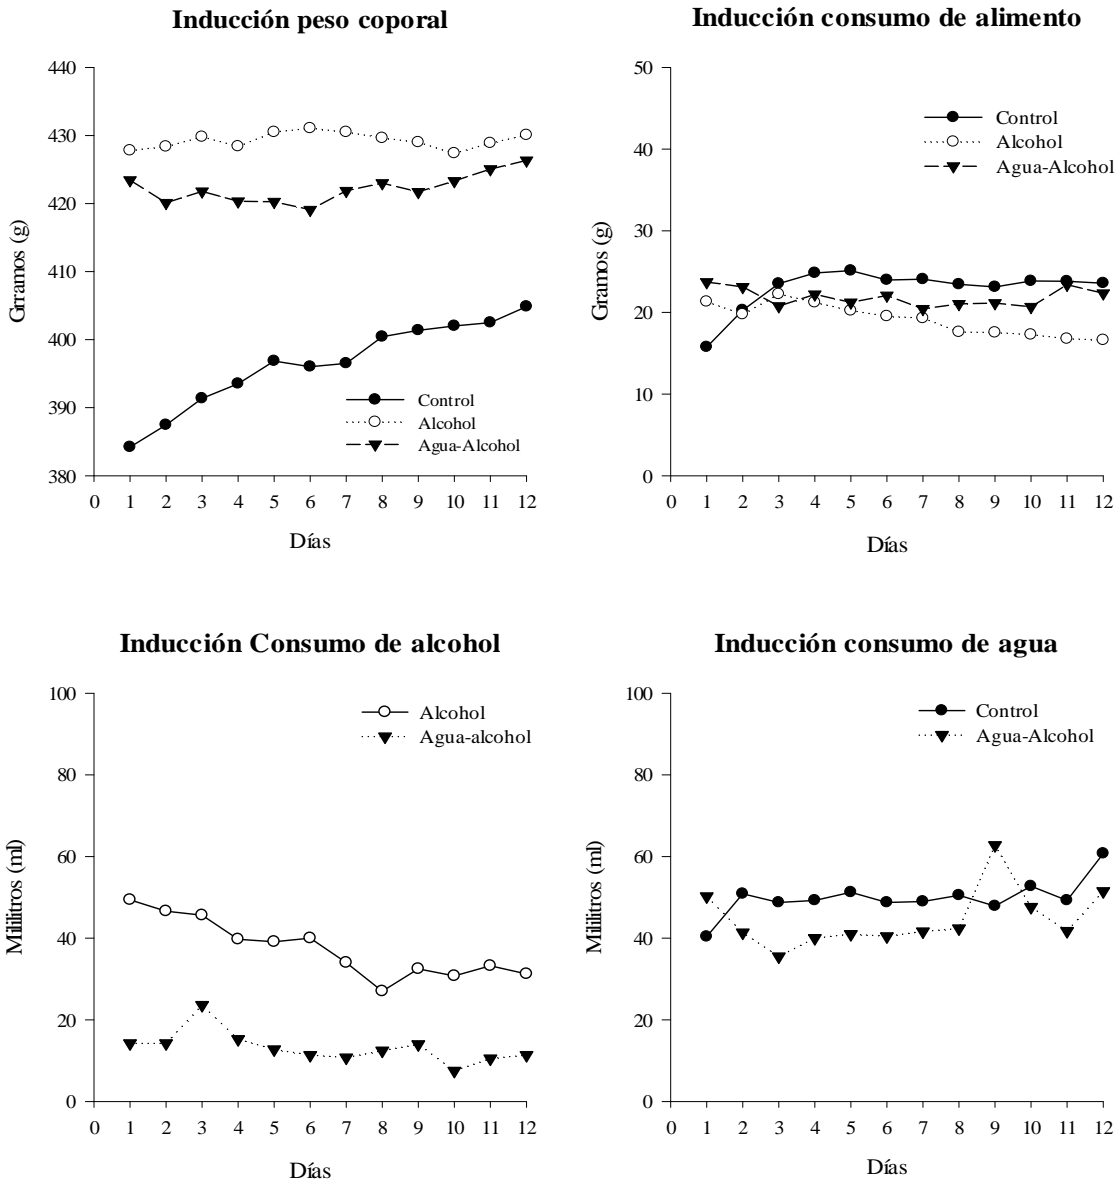 Inducción peso coporal
440
430
420
410
400
390
380
Grramos (g)
0 1 2 3 4 5 6 7 8 9 10 11 12
Días
Control
Alcohol
Agua-Alcohol
Inducción consumo de alimento
50
40
30
20
10
0
Gramos (g)
0 1 2 3 4 5 6 7 8 9 10 11 12
Días
Control
Alcohol
Agua-Alcohol
Inducción Consumo de alcohol
100
80
60
40
20
0
Mililitros (ml)
0 1 2 3 4 5 6 7 8 9 10 11 12
Días
Alcohol
Agua-alcohol
Inducción consumo de agua
100
80
60
40
20
0
Mililitros (ml)
0 1 2 3 4 5 6 7 8 9 10 11 12
Días
Control
Agua-Alcohol